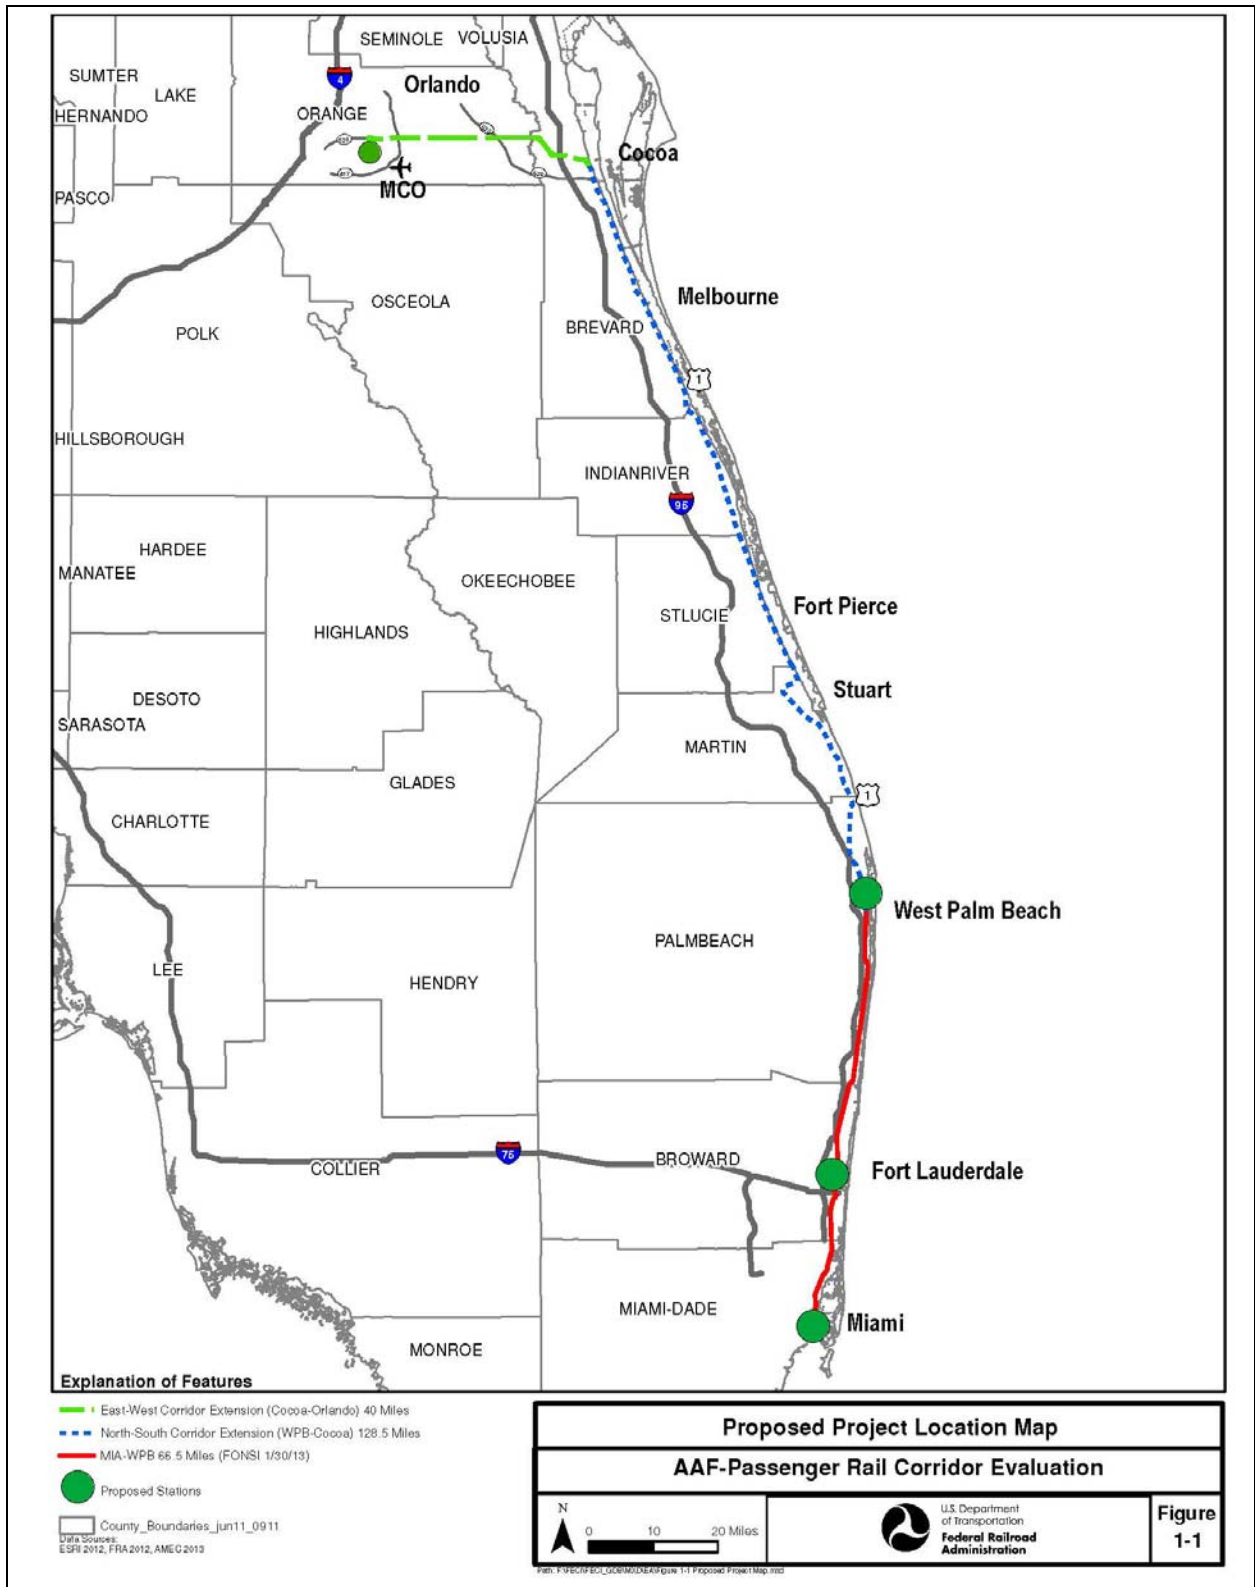 SEMINOLE
VOLUSIA
SUMTER
LAKE
4
Orlando
HERNANDO
ORANGE
Cocoa
MCO
PASCO
OSCEOLA
Melbourne
POLK
BREVARD
1
HILLSBOROUGH
INDIANRIVER
95
HARDEE
MANATEE
OKEECHOBEE
Fort Pierce
STLUCIE
HIGHLANDS
DESOTO
Stuart
SARASOTA
MARTIN
GLADES
1
CHARLOTTE
West Palm Beach
PALMBEACH
LEE
HENDRY
75
BROWARD
COLLIER
Fort Lauderdale
MIAMI-DADE
Miami
MONROE
Explanation of Features
East-West Corridor Extension (Cocoa-Orlando) 40 Miles
North-South Corridor Extension (WPB-Cocoa) 128.5 Miles
MIA-WPB 66.5 Miles (FONSI 1/30/13)
Proposed Stations
County_Boundaries_jun11_0911
Data Sources:
ESRI 2012, FRA 2012, AMEC 2013
Proposed Project Location Map
AAF-Passenger Rail Corridor Evaluation
N
0 10 20 Miles
U.S. Department
of Transportation
Federal Railroad
Administration
Figure
1-1